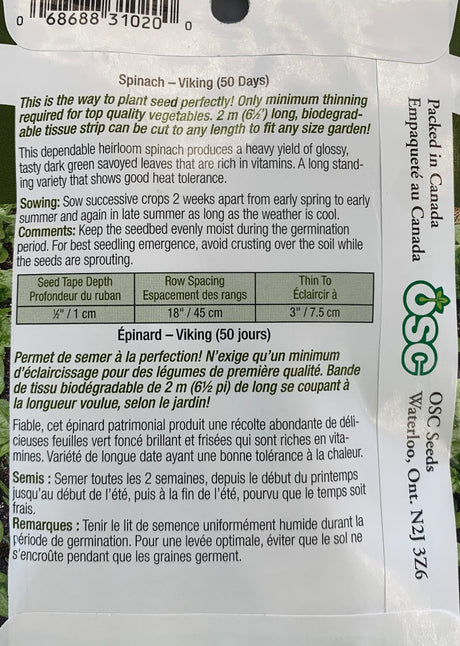 0 68688 31020 0
Spinach – Viking (50 Days)
This is the way to plant seed perfectly! Only minimum thinning
required for top quality vegetables. 2 m (6½') long, biodegrad-
able tissue strip can be cut to any length to fit any size garden!
This dependable heirloom spinach produces a heavy yield of glossy,
tasty dark green savoyed leaves that are rich in vitamins. A long stand-
ing variety that shows good heat tolerance.
Sowing: Sow successive crops 2 weeks apart from early spring to early
summer and again in late summer as long as the weather is cool.
Comments: Keep the seedbed evenly moist during the germination
period. For best seedling emergence, avoid crusting over the soil while
the seeds are sprouting.
Seed Tape Depth Row Spacing Thin To
Profondeur du ruban Espacement des rangs Éclaircir à
½" / 1 cm 18" / 45 cm 3" / 7.5 cm
Épinard – Viking (50 jours)
Permet de semer à la perfection! N'exige qu'un minimum
d'éclaircissage pour des légumes de première qualité. Bande
de tissu biodégradable de 2 m (6½ pi) de long se coupant à
la longueur voulue, selon le jardin!
Fiable, cet épinard patrimonial produit une récolte abondante de déli-
cieuses feuilles vert foncé brillant et frisées qui sont riches en vita-
mines. Variété de longue date ayant une bonne tolérance à la chaleur.
Semis : Semer toutes les 2 semaines, depuis le début du printemps
jusqu'au début de l'été, puis à la fin de l'été, pourvu que le temps soit
frais.
Remarques : Tenir le lit de semence uniformément humide durant la
période de germination. Pour une levée optimale, éviter que le sol ne
s'encroûte pendant que les graines germent.
Packed in Canada
Empaqueté au Canada
OSC
OSC Seeds
Waterloo, Ont. N2J 3Z6